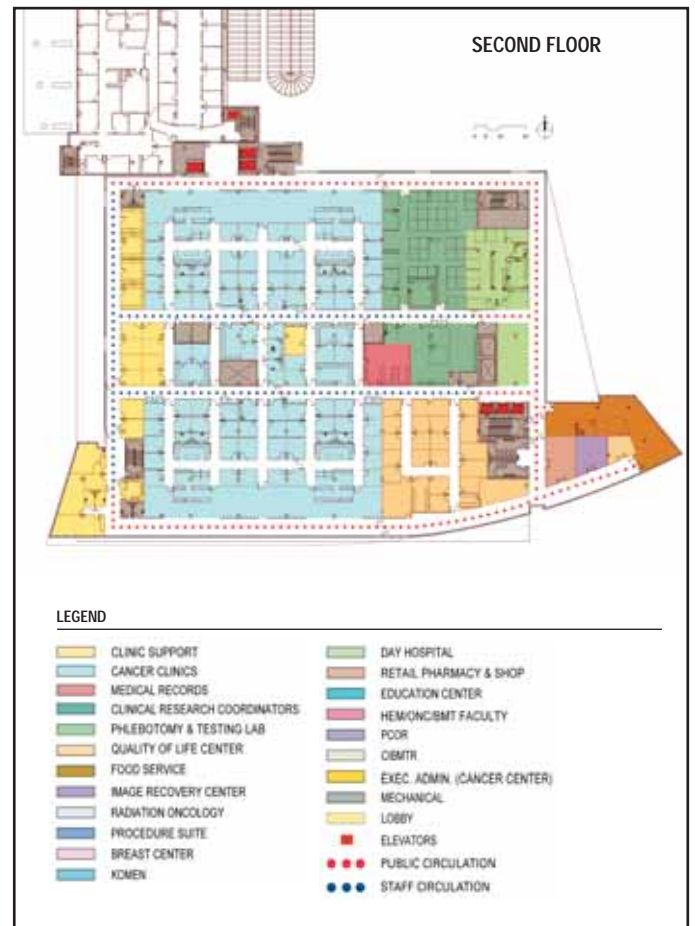 SECOND FLOOR
LEGEND
CLINIC SUPPORT
CANCER CLINICS
MEDICAL RECORDS
CLINICAL RESEARCH COORDINATORS
PHLEBOTOMY & TESTING LAB
QUALITY OF LIFE CENTER
FOOD SERVICE
IMAGE RECOVERY CENTER
RADIATION ONCOLOGY
PROCEDURE SUITE
BREAST CENTER
KOMEN
DAY HOSPITAL
RETAIL PHARMACY & SHOP
EDUCATION CENTER
HEM/ONC/BMT FACULTY
PCOR
CIBMTR
EXEC. ADMIN. (CANCER CENTER)
MECHANICAL
LOBBY
ELEVATORS
PUBLIC CIRCULATION
STAFF CIRCULATION